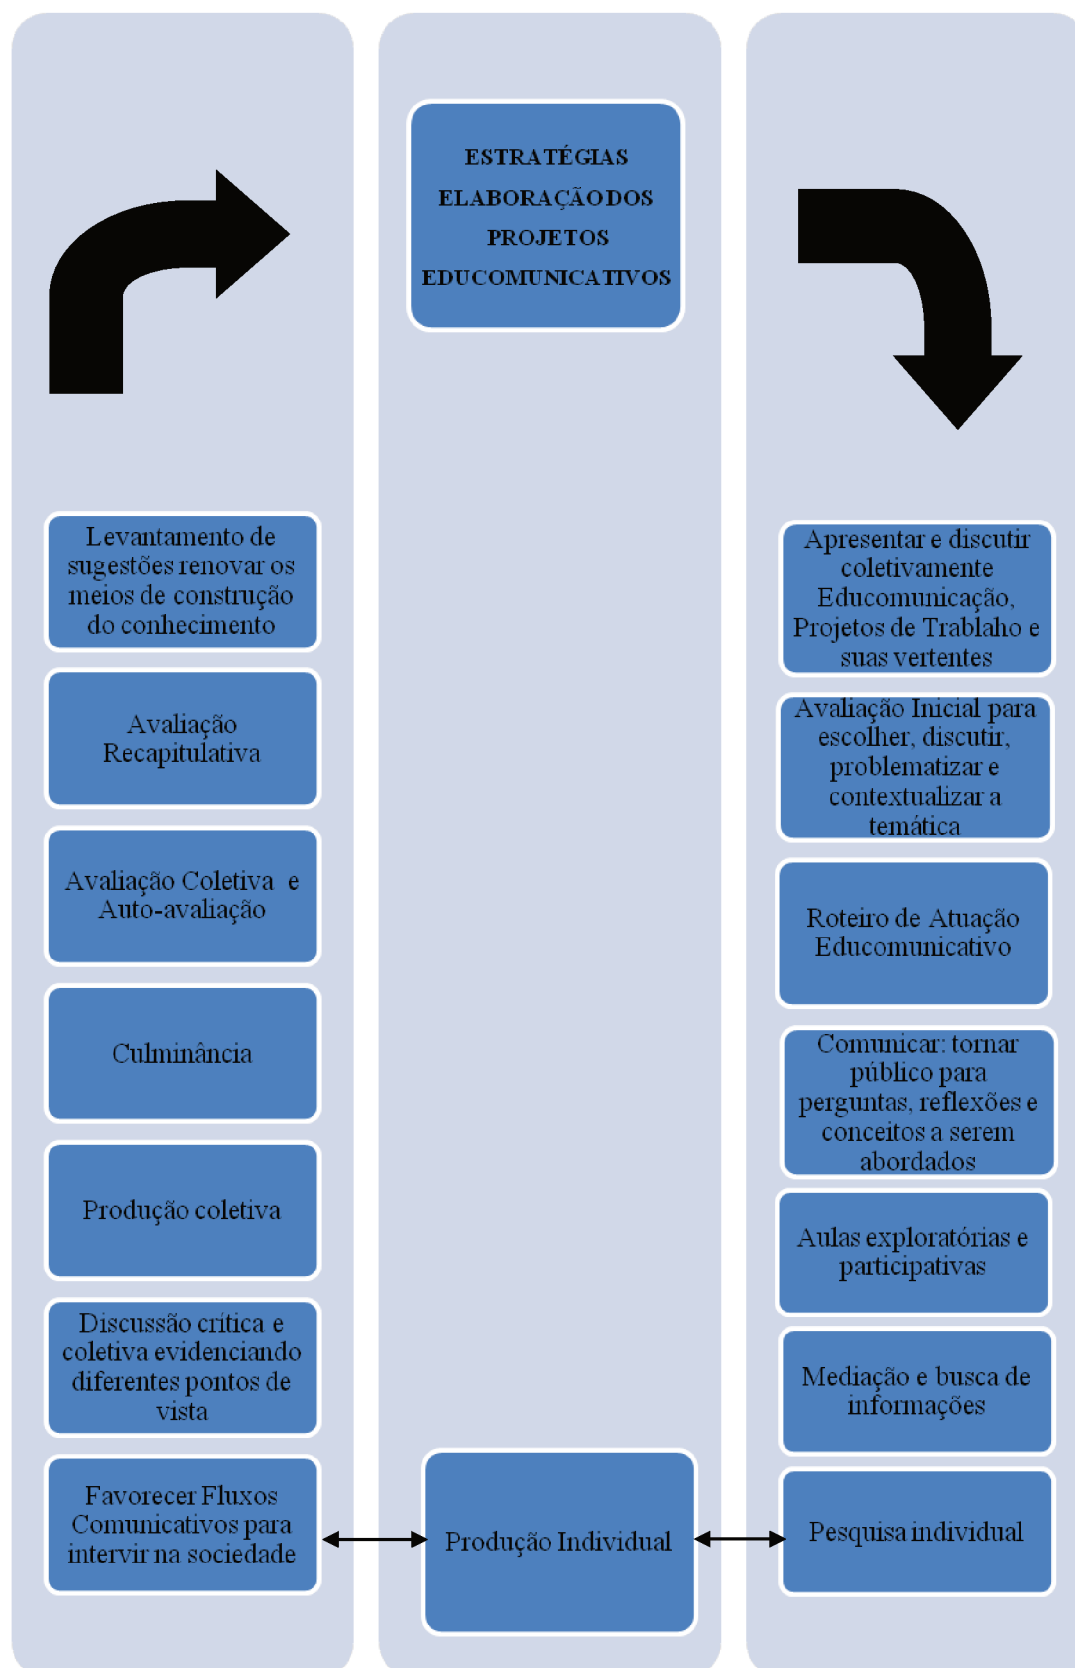 ESTRATÉGIAS
ELABORAÇÃO DOS
PROJETOS
EDUCOMUNICATIVOS
Levantamento de
sugestões renovar os
meios de construção
do conhecimento
Avaliação
Recapitulativa
Avaliação Coletiva e
Auto-avaliação
Culminância
Produção coletiva
Discussão crítica e
coletiva evidenciando
diferentes pontos de
vista
Favorecer Fluxos
Comunicativos para
intervir na sociedade
Produção Individual
Apresentar e discutir
coletivamente
Educomunicação,
Projetos de Trablaho e
suas vertentes
Avaliação Inicial para
escolher, discutir,
problematizar e
contextualizar a
temática
Roteiro de Atuação
Educomunicativo
Comunicar: tornar
público para
perguntas, reflexões e
conceitos a serem
abordados
Aulas exploratórias e
participativas
Mediação e busca de
informações
Pesquisa individual